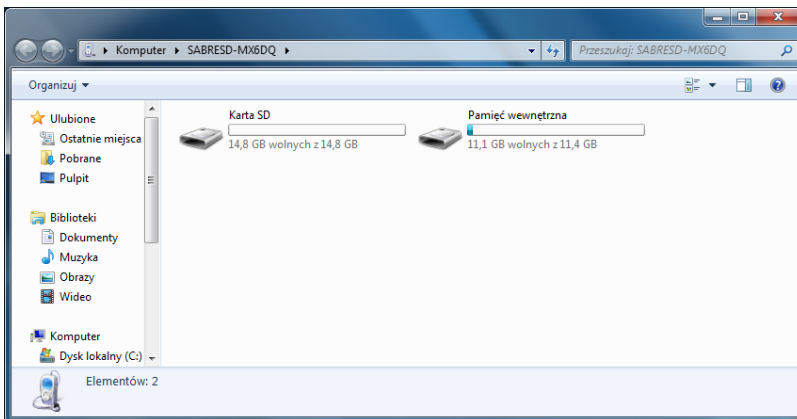 Komputer ▸ SABRESD-MX6DQ ▸
Przeszukaj: SABRESD-MX6DQ
Organizuj
Ulubione
Ostatnie miejsca
Pobrane
Pulpit
Biblioteki
Dokumenty
Muzyka
Obrazy
Wideo
Komputer
Dysk lokalny (C:)
Karta SD
14,8 GB wolnych z 14,8 GB
Pamięć wewnętrzna
11,1 GB wolnych z 11,4 GB
Elementów: 2